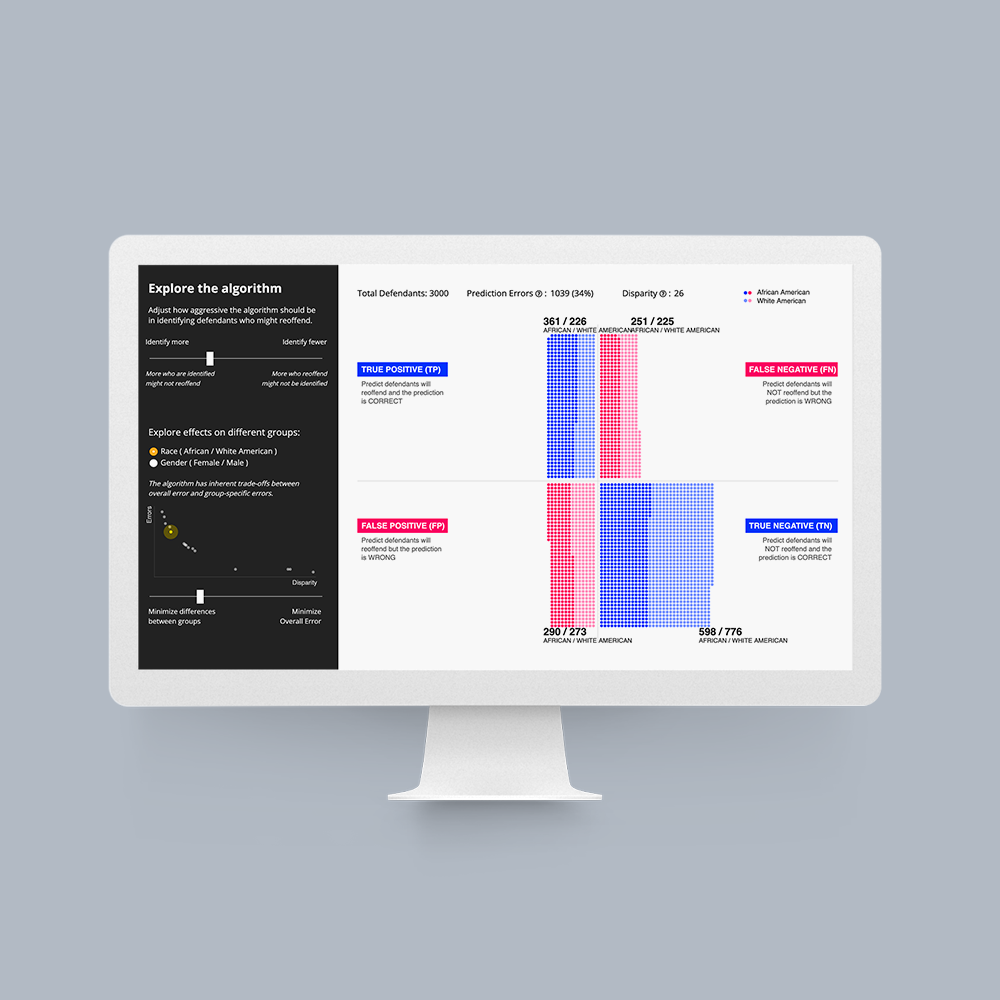 Explore the algorithm
Adjust how aggressive the algorithm should be
in identifying defendants who might reoffend.
Identify more
Identify fewer
More who are identified
might not reoffend
More who reoffend
might not be identified
Explore effects on different groups:
Race ( African / White American )
Gender ( Female / Male )
The algorithm has inherent trade-offs between
overall error and group-specific errors.
Errors
Disparity
Minimize differences
between groups
Minimize
Overall Error
Total Defendants: 3000
Prediction Errors ? : 1039 (34%)
Disparity ? : 26
African American
White American
361 / 226
AFRICAN / WHITE AMERICAN
251 / 225
AFRICAN / WHITE AMERICAN
TRUE POSITIVE (TP)
Predict defendants will
reoffend and the prediction
is CORRECT
FALSE NEGATIVE (FN)
Predict defendants will
NOT reoffend but the
prediction is WRONG
FALSE POSITIVE (FP)
Predict defendants will
reoffend but the prediction
is WRONG
TRUE NEGATIVE (TN)
Predict defendants will
NOT reoffend and the
prediction is CORRECT
290 / 273
AFRICAN / WHITE AMERICAN
598 / 776
AFRICAN / WHITE AMERICAN